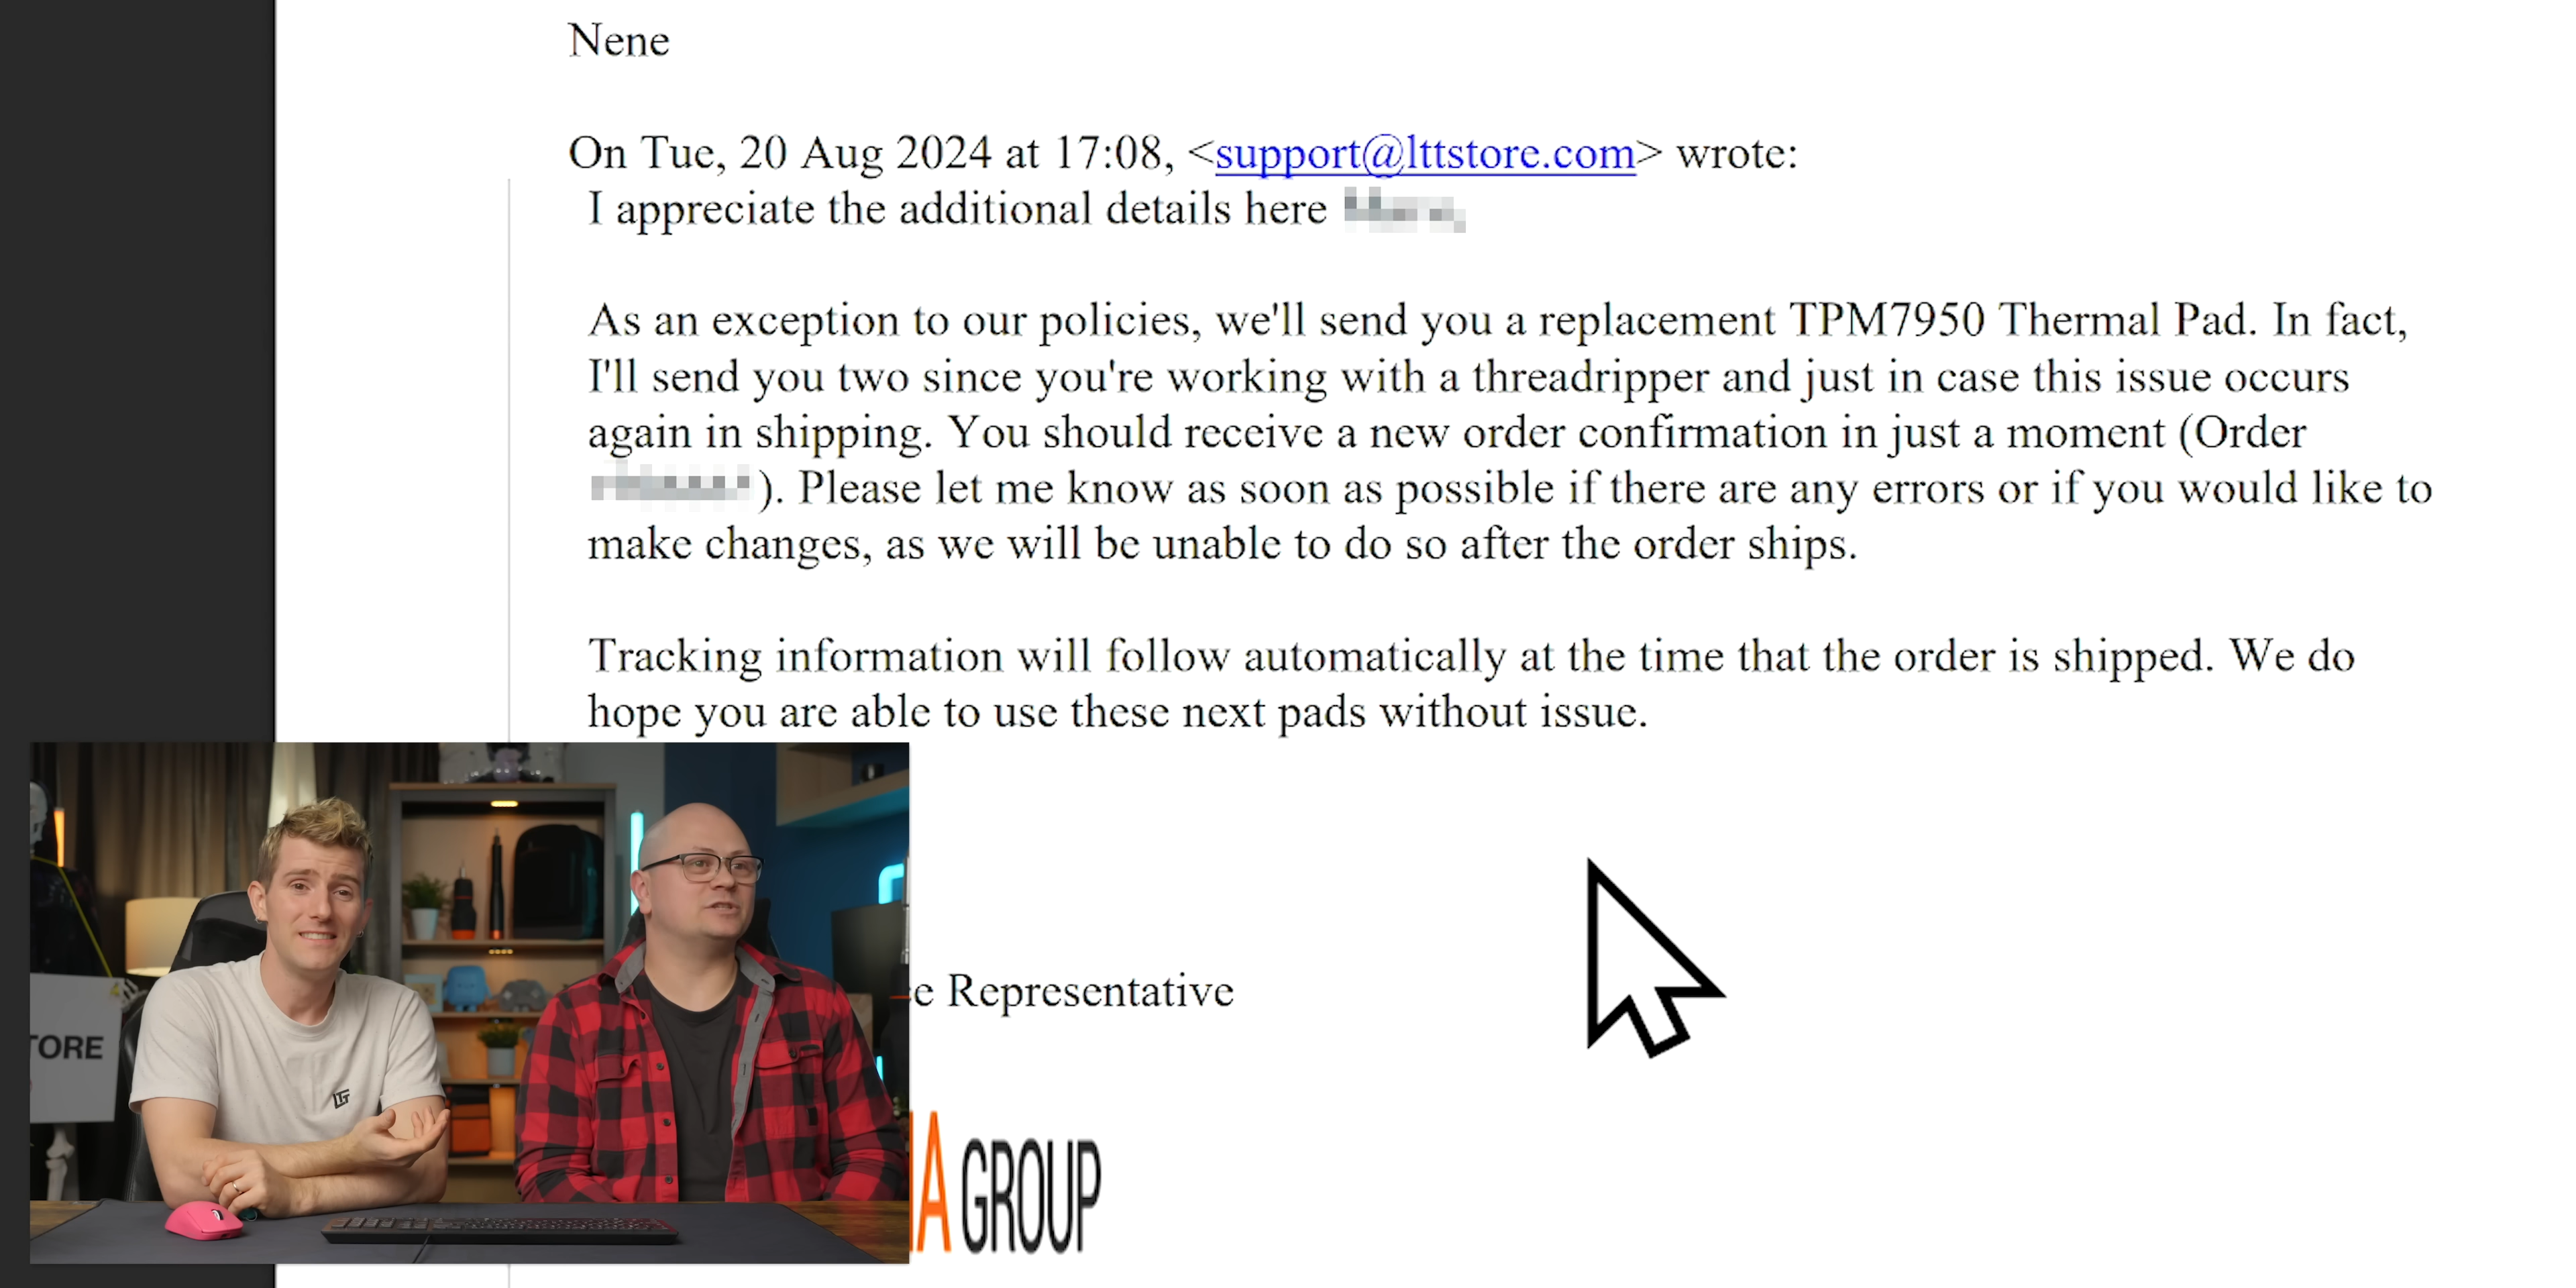 Nene
On Tue, 20 Aug 2024 at 17:08, <support@lttstore.com> wrote:
I appreciate the additional details here
As an exception to our policies, we'll send you a replacement TPM7950 Thermal Pad. In fact,
I'll send you two since you're working with a threadripper and just in case this issue occurs
again in shipping. You should receive a new order confirmation in just a moment (Order
). Please let me know as soon as possible if there are any errors or if you would like to
make changes, as we will be unable to do so after the order ships.
Tracking information will follow automatically at the time that the order is shipped. We do
hope you are able to use these next pads without issue.
Representative
TORE
GROUP